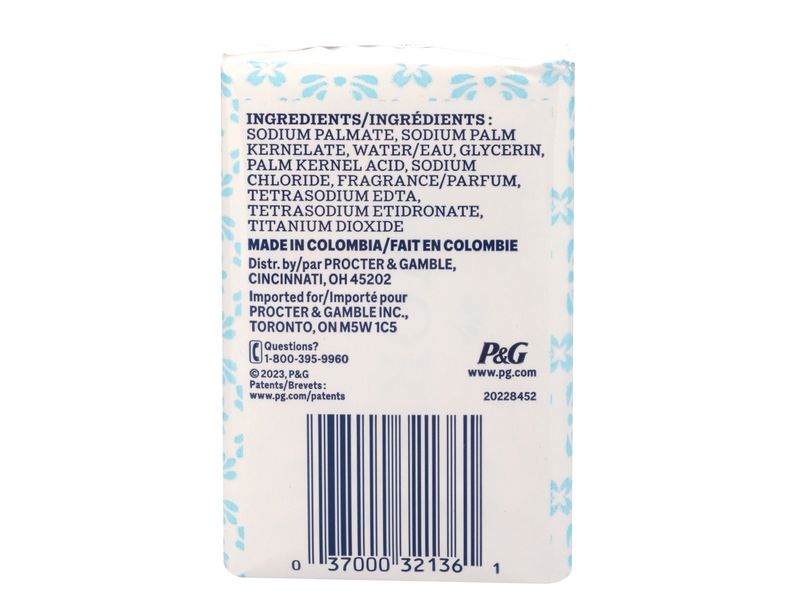 INGREDIENTS/INGRÉDIENTS:
SODIUM PALMATE, SODIUM PALM
KERNELATE, WATER/EAU, GLYCERIN,
PALM KERNEL ACID, SODIUM
CHLORIDE, FRAGRANCE/PARFUM,
TETRASODIUM EDTA,
TETRASODIUM ETIDRONATE,
TITANIUM DIOXIDE
MADE IN COLOMBIA/FAIT EN COLOMBIE
Distr. by/par PROCTER & GAMBLE,
CINCINNATI, OH 45202
Imported for/Importé pour
PROCTER & GAMBLE INC.,
TORONTO, ON M5W 1C5
Questions?
1-800-395-9960
© 2023, P&G
Patents/Brevets:
www.pg.com/patents
P&G
www.pg.com
20228452
0 37000 32136 1